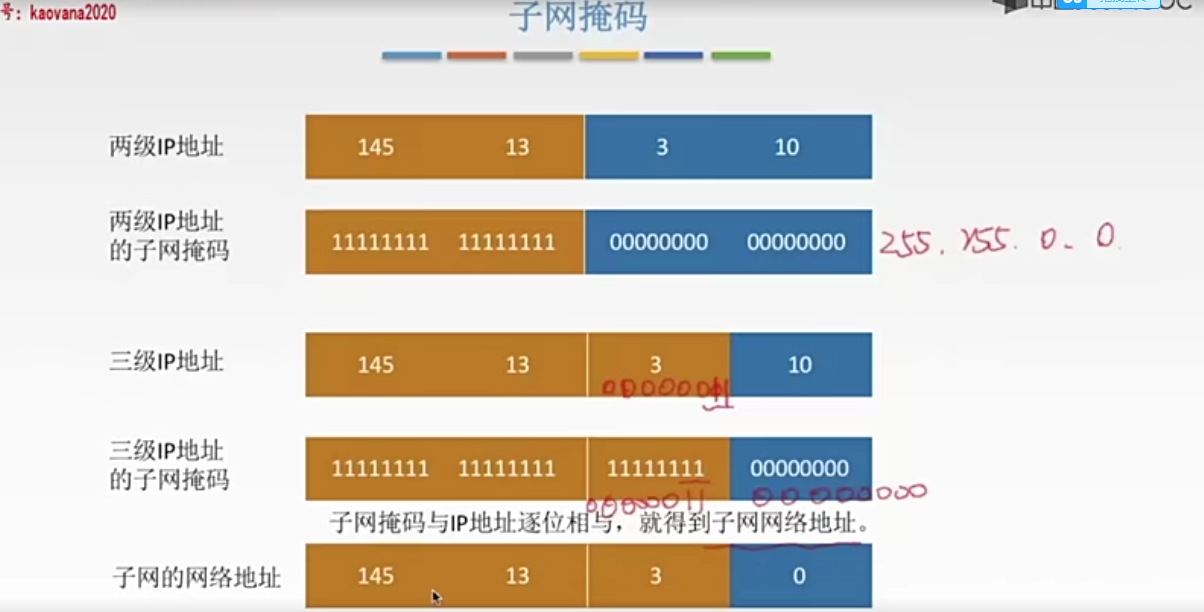 号：kaovana2020
子网掩码
两级IP地址 145 13 3 10
两级IP地址
的子网掩码 11111111 11111111 00000000 00000000 255. 255. 0. 0.
三级IP地址 145 13 3 10
00000011
三级IP地址
的子网掩码 11111111 11111111 11111111 00000000
00000011 00000000
子网掩码与IP地址逐位相与，就得到子网网络地址。
子网的网络地址 145 13 3 0